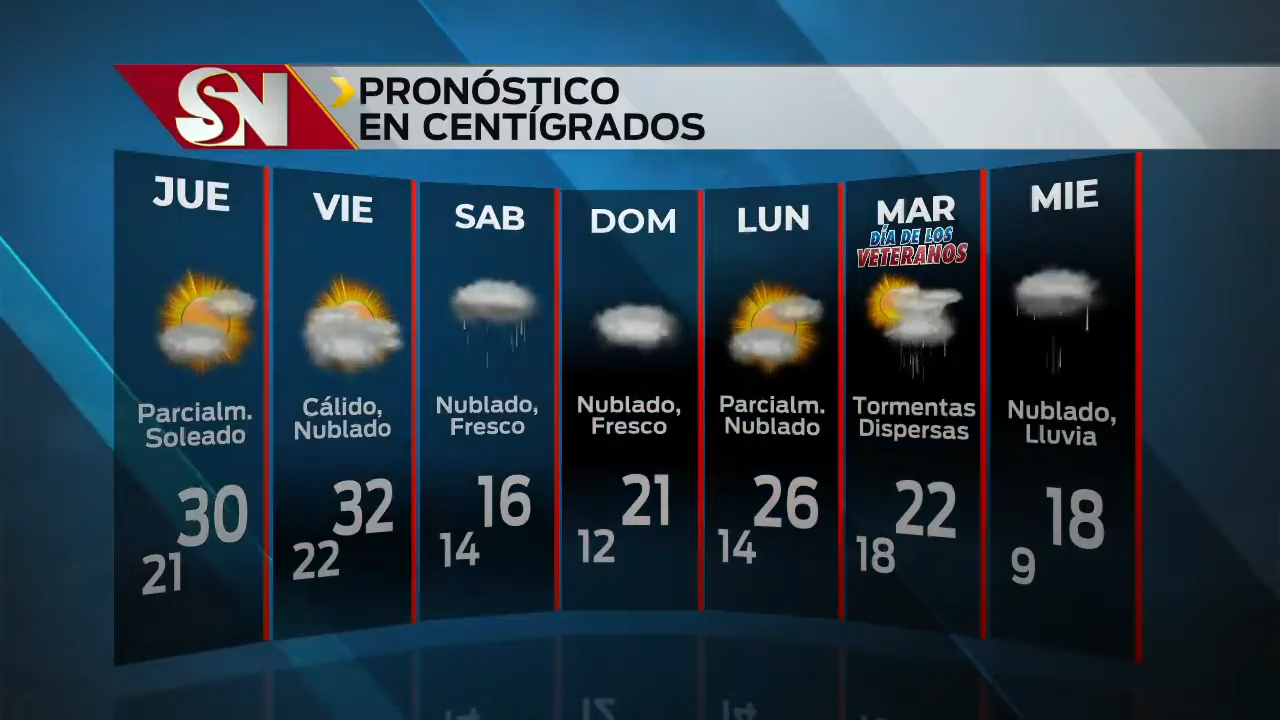 SN
PRONÓSTICO
EN CENTÍGRADOS
JUE
Parcialm.
Soleado
30
21
VIE
Cálido,
Nublado
32
22
SAB
Nublado,
Fresco
16
14
DOM
Nublado,
Fresco
21
12
LUN
Parcialm.
Nublado
26
14
MAR
DÍA DE LOS
VETERANOS
Tormentas
Dispersas
22
18
MIE
Nublado,
Lluvia
18
9